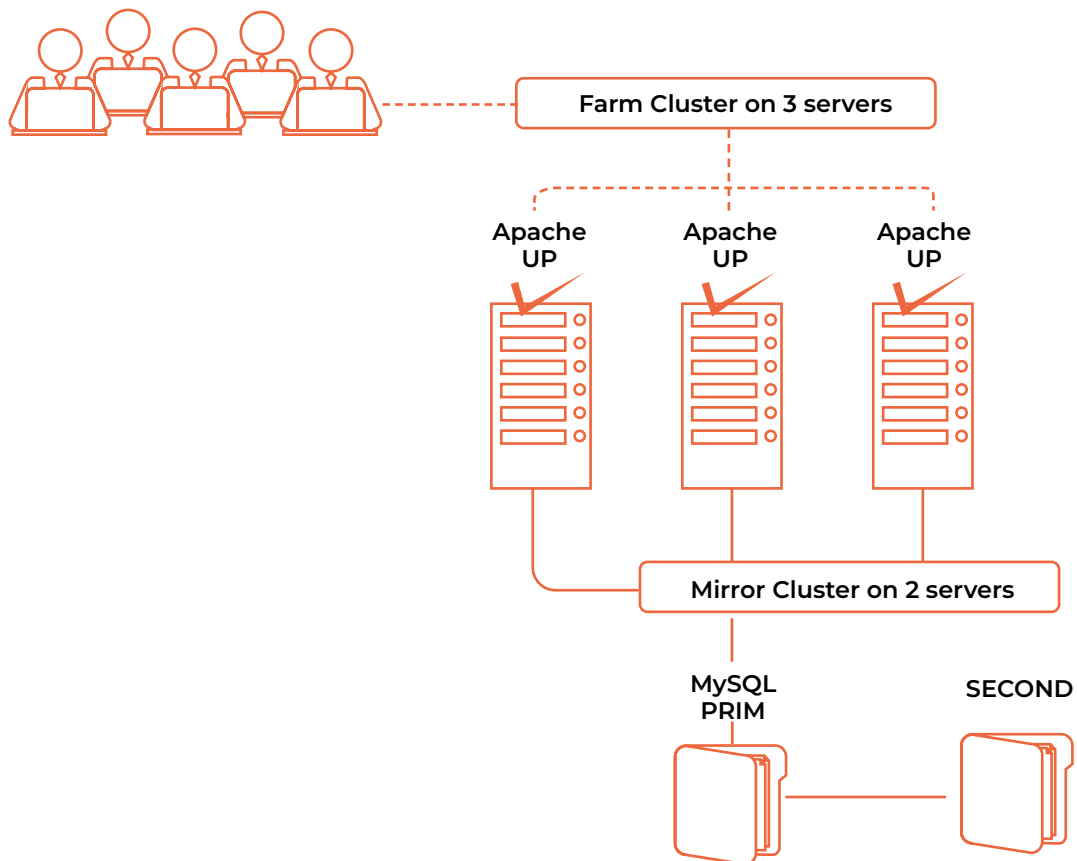 Farm Cluster on 3 servers
Apache
UP
Apache
UP
Apache
UP
Mirror Cluster on 2 servers
MySQL
PRIM
SECOND